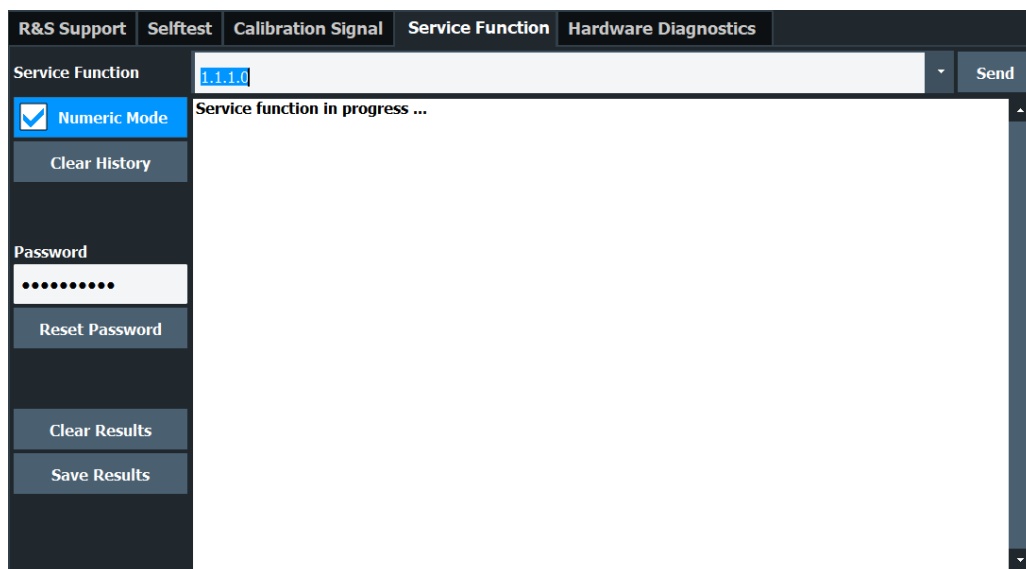 R&S Support Selftest Calibration Signal Service Function Hardware Diagnostics
Service Function
1.1.1.0
Send
Numeric Mode
Service function in progress ...
Clear History
Password
••••••••••
Reset Password
Clear Results
Save Results